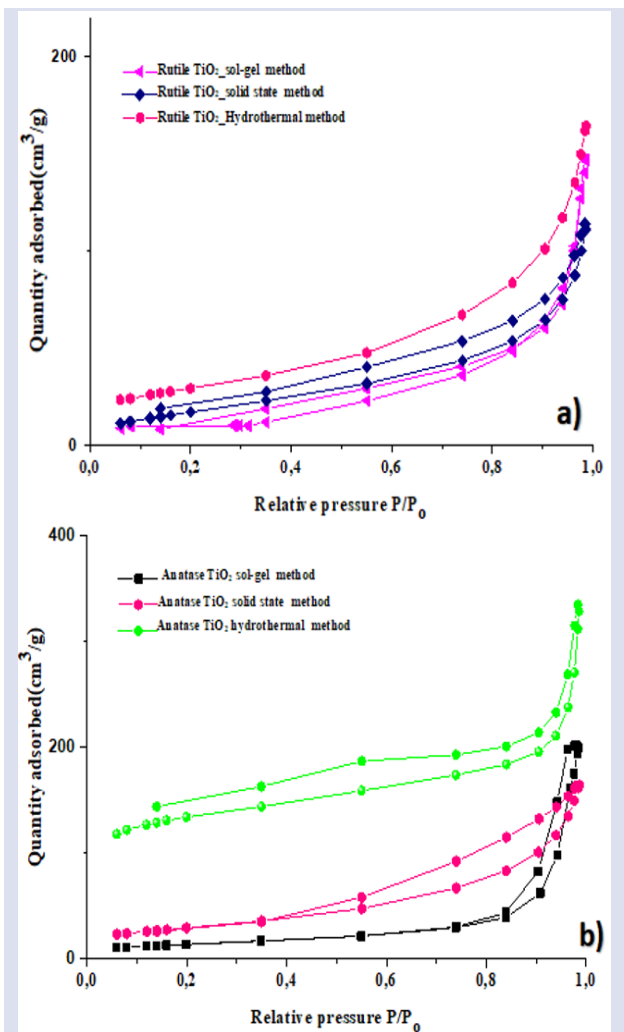 200
Rutile TiO₂_sol-gel method
Rutile TiO₂_solid state method
Rutile TiO₂_Hydrothermal method
Quantity adsorbed(cm³/g)
a)
0
0,0 0,2 0,4 0,6 0,8 1,0
Relative pressure P/P₀
400
Anatase TiO₂ sol-gel method
Anatase TiO₂ solid state method
Anatase TiO₂ hydrothermal method
Quantity adsorbed(cm³/g)
200
b)
0
0,0 0,2 0,4 0,6 0,8 1,0
Relative pressure P/P₀